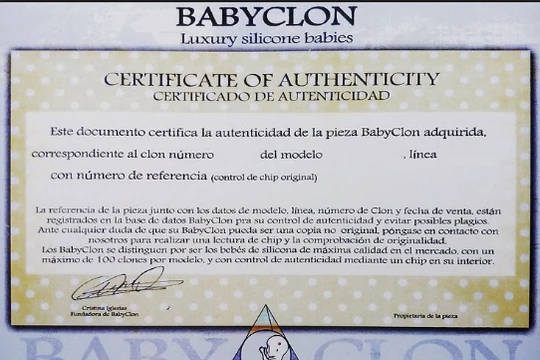 BABYCLON
Luxury silicone babies
CERTIFICATE OF AUTHENTICITY
CERTIFICADO DE AUTENTICIDAD
Este documento certifica la autenticidad de la pieza BabyClon adquirida,
correspondiente al clon número del modelo , línea
con número de referencia (control de chip original)
La referencia de la pieza junto con los datos de modelo, línea, número de Clon y fecha de venta, están
registrados en la base de datos BabyClon pra su control de autenticidad y evitar posibles plagios.
Ante cualquier duda de que su BabyClon pueda ser una copia no original, póngase en contacto con
nosotros para realizar una lectura de chip y la comprobación de originalidad.
Los BabyClon se distinguen por ser los bebés de silicona de máxima calidad en el mercado, con un
máximo de 100 clones por modelo, y con control de autenticidad mediante un chip en su interior.
Cristina Iglesias
Fundadora de BabyClon
Propietaria de la pieza
BABYCLON